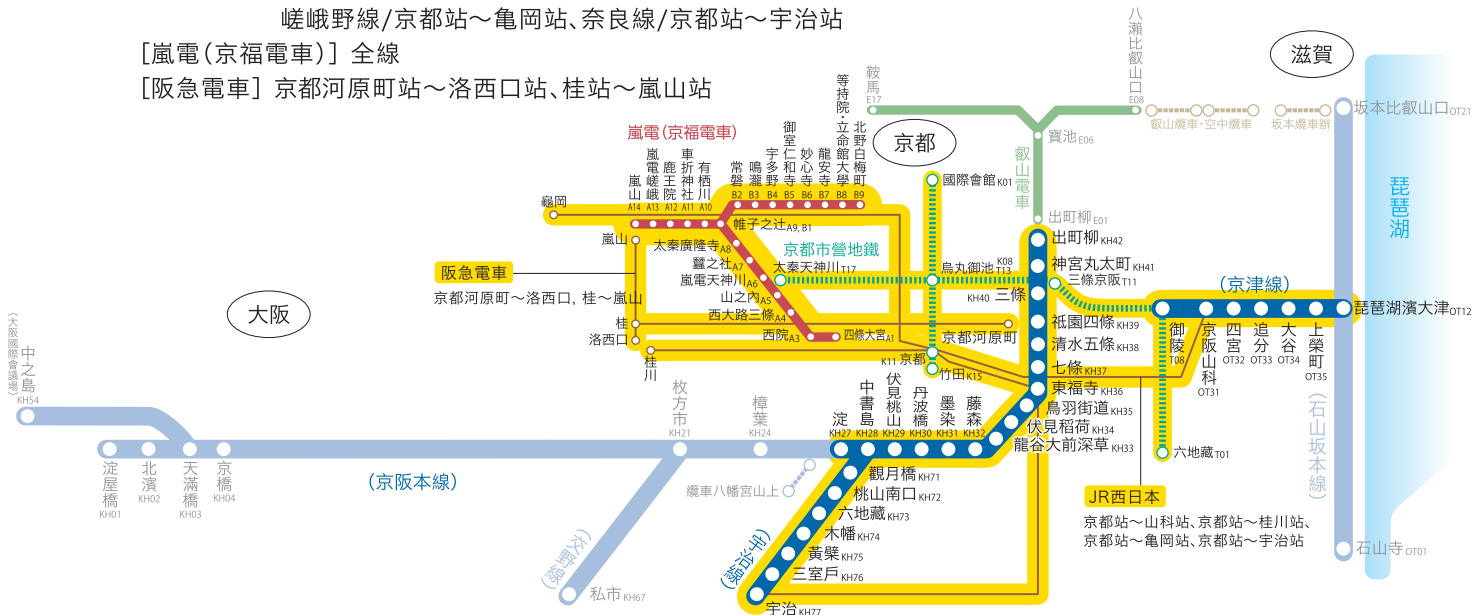 嵯峨野線/京都站～亀岡站、奈良線/京都站～宇治站
[嵐電(京福電車)] 全線
[阪急電車] 京都河原町站～洛西口站、桂站～嵐山站
滋賀
京都
大阪
琵琶湖
八瀨比叡山口 E08
鞍馬 E17
寶池 E06
叡山電車
出町柳 E01
叡山纜車・空中纜車
坂本纜車辦
坂本比叡山口 OT21
嵐電(京福電車)
嵐山 A14
嵐電嵯峨 A13
鹿王院 A12
車折神社 A11
有栖川 A10
常磐 B2
鳴瀧 B3
宇多野 B4
御室仁和寺 B5
妙心寺 B6
龍安寺 B7
等持院・立命館大學 B8
北野白梅町 B9
帷子之辻 A9, B1
太秦廣隆寺 A8
蠶之社 A7
嵐電天神川 A6
山之內 A5
西大路三條 A4
西院 A3
四條大宮 A1
龜岡
嵐山
桂
洛西口
桂川
阪急電車
京都河原町～洛西口, 桂～嵐山
京都市營地鐵
太秦天神川 T17
國際會館 K01
烏丸御池 K08 T13
三條京阪 T11
京都河原町
京都 K11
竹田 K15
出町柳 KH42
神宮丸太町 KH41
三條 KH40
祗園四條 KH39
清水五條 KH38
七條 KH37
東福寺 KH36
鳥羽街道 KH35
伏見稻荷 KH34
龍谷大前深草 KH33
藤森 KH32
墨染 KH31
丹波橋 KH30
伏見桃山 KH29
中書島 KH28
淀 KH27
(京津線)
御陵 T08
京阪山科 OT31
四宮 OT32
追分 OT33
大谷 OT34
上榮町 OT35
琵琶湖濱大津 OT12
(石山坂本線)
石山寺 OT01
六地藏 T01
JR西日本
京都站～山科站、京都站～桂川站、
京都站～亀岡站、京都站～宇治站
觀月橋 KH71
桃山南口 KH72
六地藏 KH73
木幡 KH74
黃檗 KH75
三室戶 KH76
宇治 KH77
(宇治線)
纜車八幡宮山上
樟葉 KH24
枚方市 KH21
(交野線)
私市 KH67
(京阪本線)
中之島 KH54
(大阪國際會議場)
淀屋橋 KH01
北濱 KH02
天滿橋 KH03
京橋 KH04